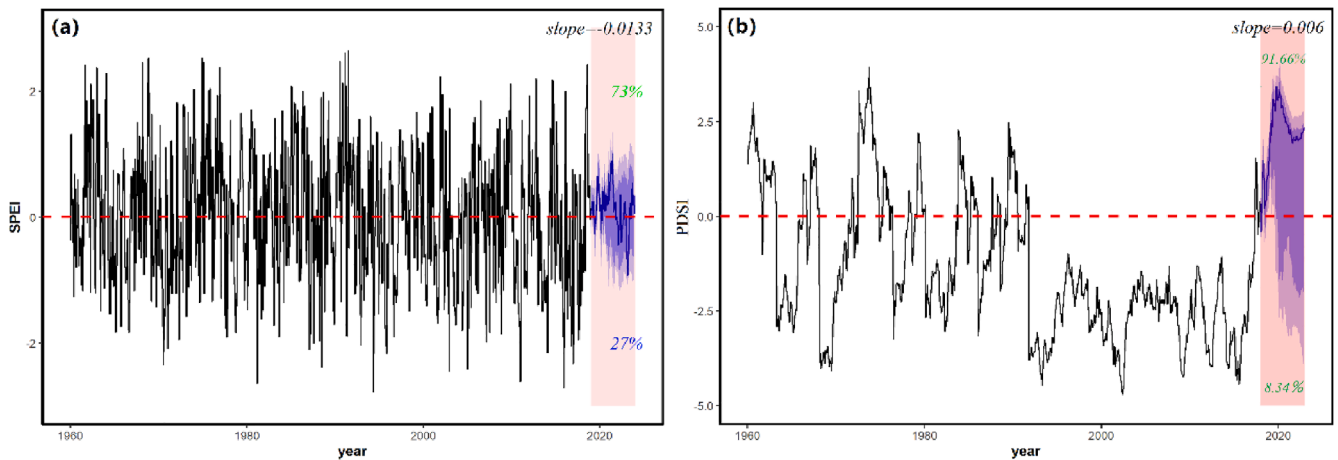 (a)
slope=-0.0133
73%
27%
2
0
-2
SPEI
1960
1980
2000
2020
year
(b)
slope=0.006
91.66%
8.34%
5.0
2.5
0.0
-2.5
-5.0
PDS1
1960
1980
2000
2020
year